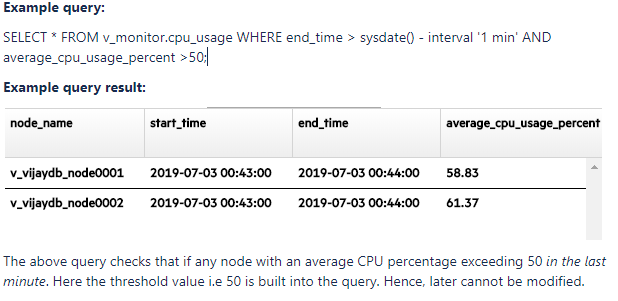 Example query:
SELECT * FROM v_monitor.cpu_usage WHERE end_time > sysdate() - interval '1 min' AND
average_cpu_usage_percent >50;
Example query result:
node_name start_time end_time average_cpu_usage_percent
v_vijaydb_node0001 2019-07-03 00:43:00 2019-07-03 00:44:00 58.83
v_vijaydb_node0002 2019-07-03 00:43:00 2019-07-03 00:44:00 61.37
The above query checks that if any node with an average CPU percentage exceeding 50 in the last
minute. Here the threshold value i.e 50 is built into the query. Hence, later cannot be modified.